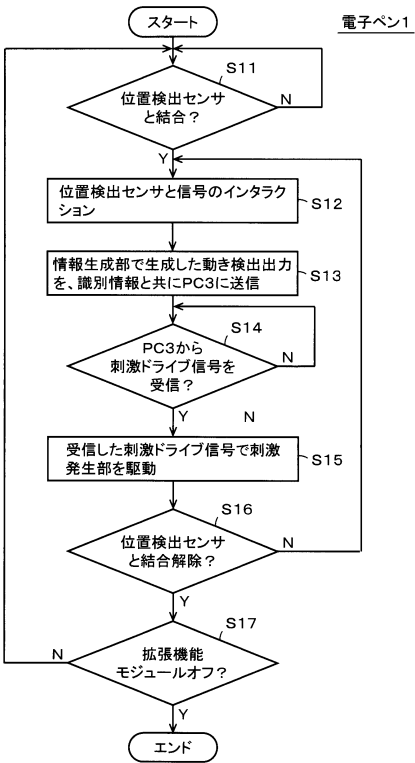 スタート
電子ペン1
S11
位置検出センサ
と結合？
N
Y
位置検出センサと信号のインタラク
ション
S12
情報生成部で生成した動き検出出力
を、識別情報と共にPC3に送信
S13
S14
PC3から
刺激ドライブ信号を
受信？
N
Y
N
受信した刺激ドライブ信号で刺激
発生部を駆動
S15
S16
位置検出センサ
と結合解除？
N
Y
S17
拡張機能
モジュールオフ？
N
Y
エンド